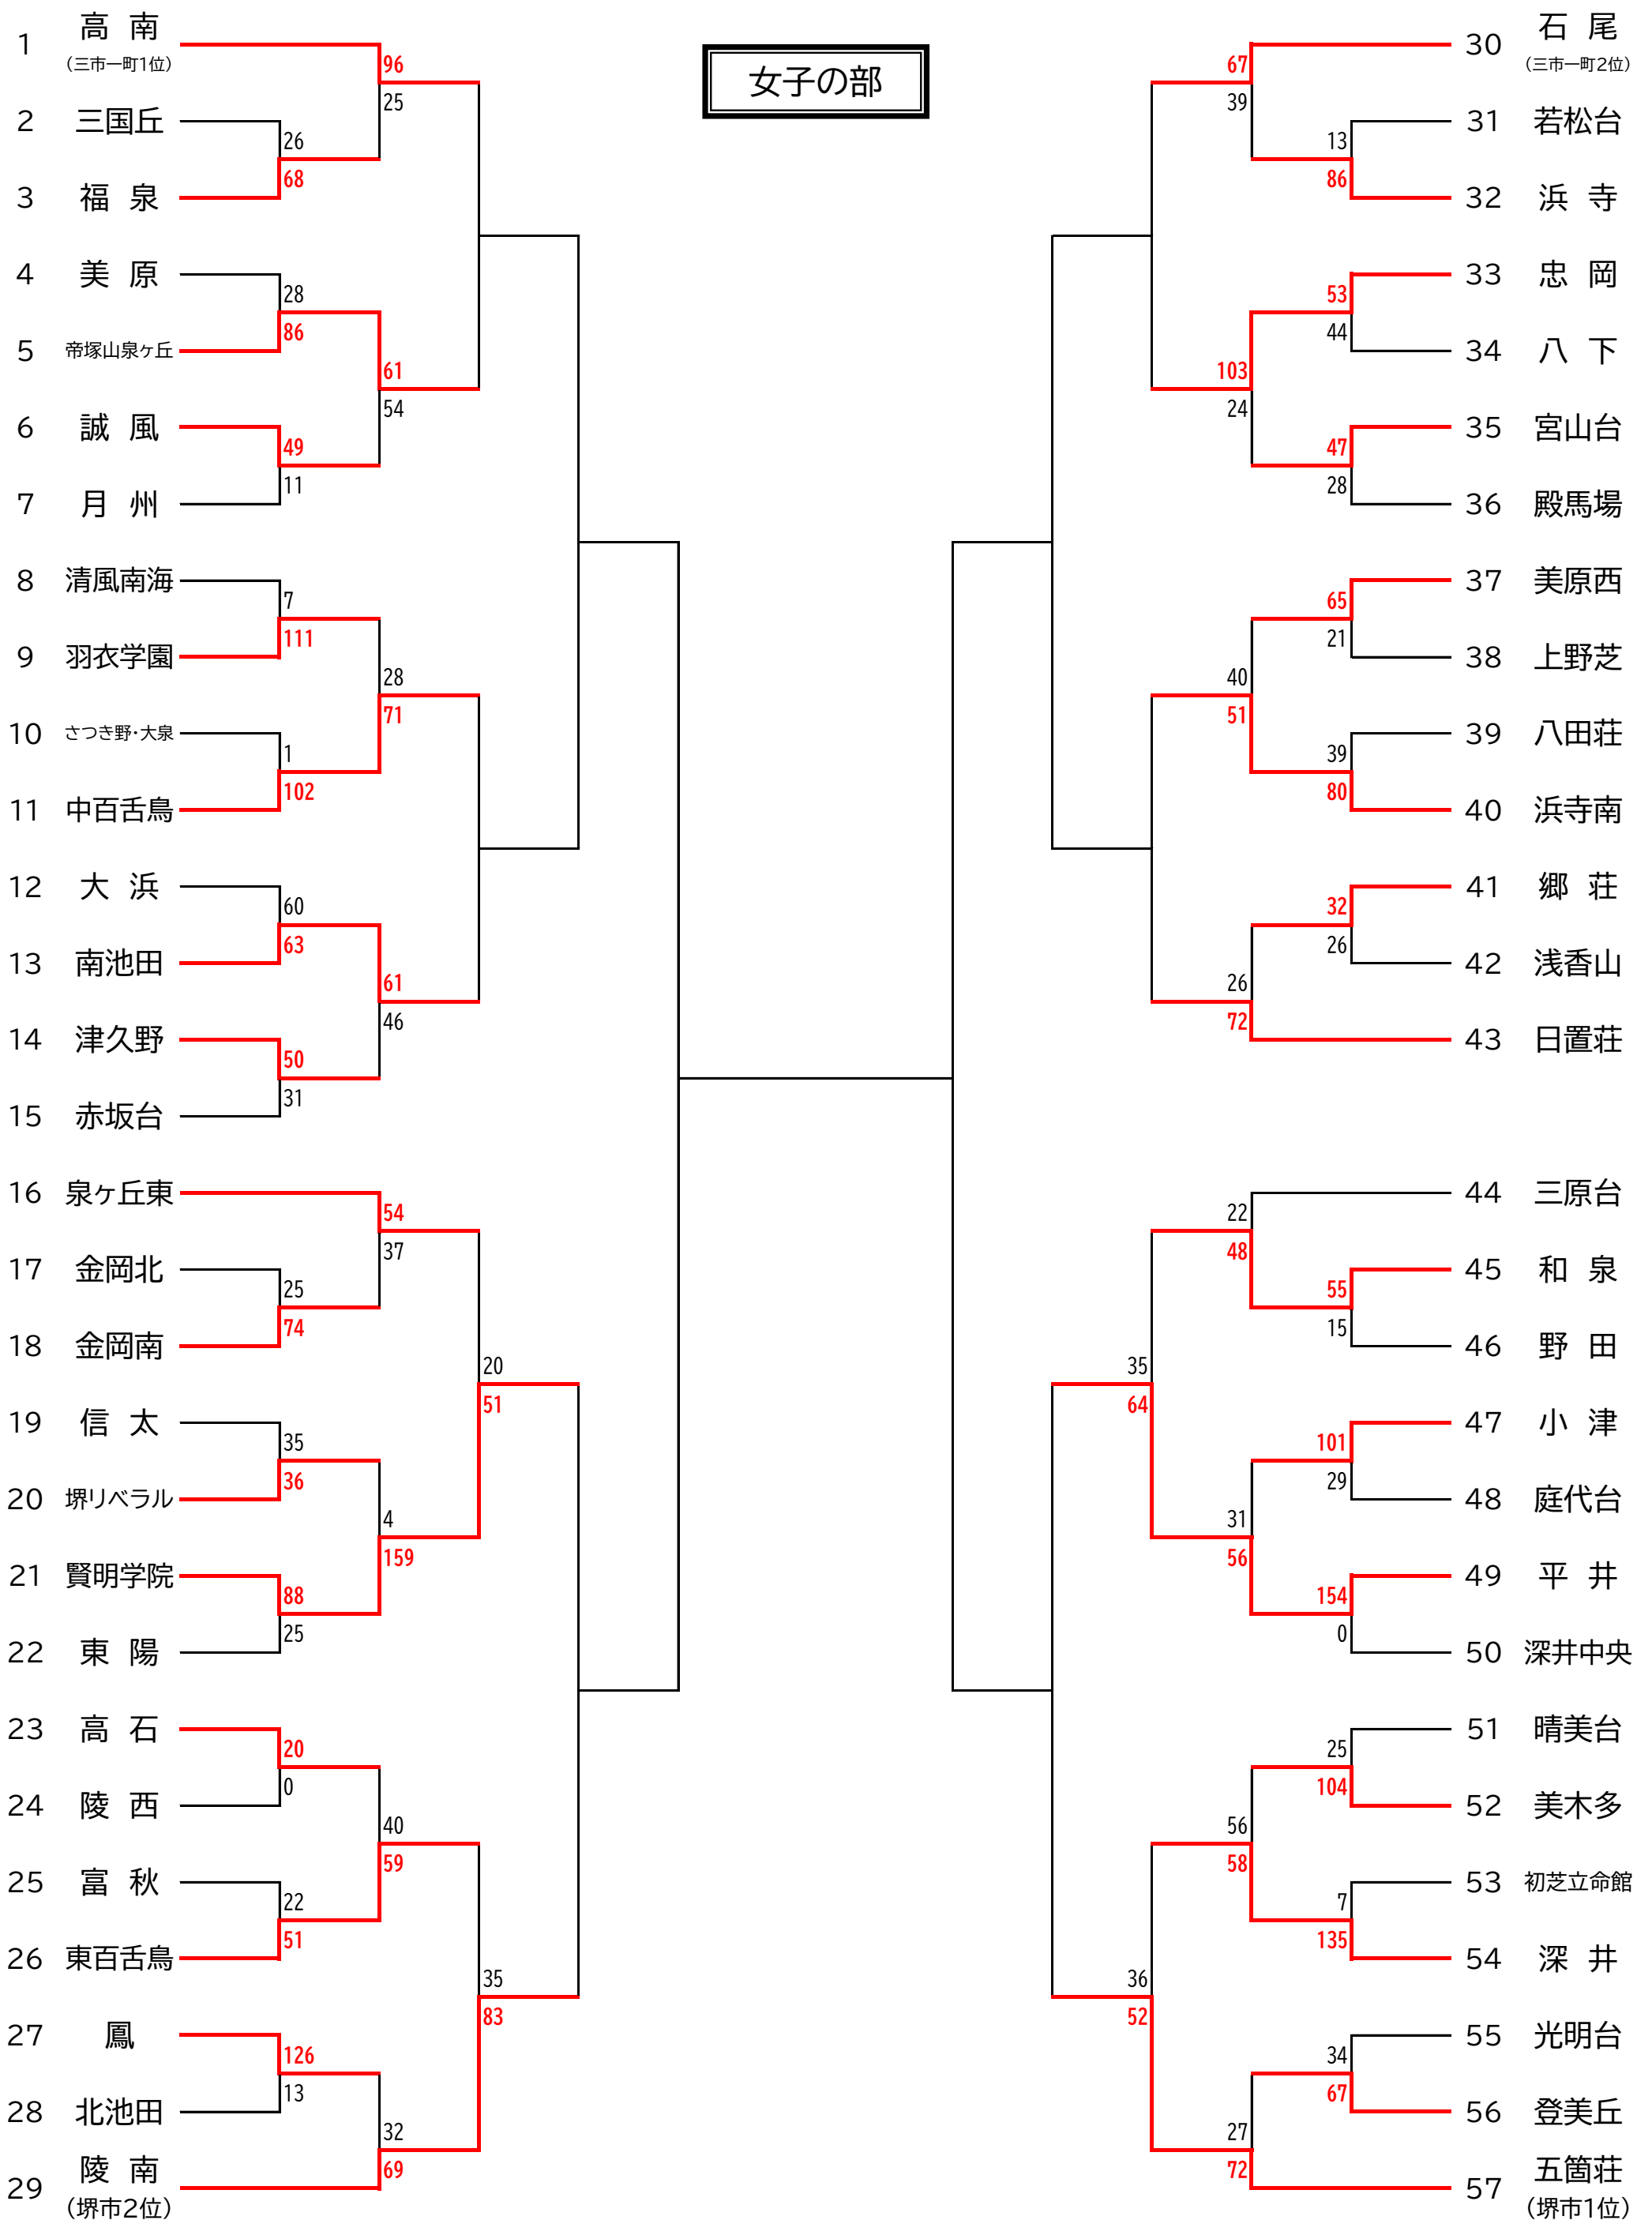 女子の部
1 高南
(三市一町1位)
2 三国丘
3 福泉
4 美原
5 帝塚山泉ヶ丘
6 誠風
7 月州
8 清風南海
9 羽衣学園
10 さつき野・大泉
11 中百舌鳥
12 大浜
13 南池田
14 津久野
15 赤坂台
16 泉ヶ丘東
17 金岡北
18 金岡南
19 信太
20 堺リベラル
21 賢明学院
22 東陽
23 高石
24 陵西
25 富秋
26 東百舌鳥
27 鳳
28 北池田
29 陵南
(堺市2位)
26
68
28
86
49
11
7
111
1
102
60
63
50
31
25
74
35
36
88
25
20
0
22
51
126
13
96
25
61
54
28
71
61
46
54
37
4
159
40
59
32
69
20
51
35
83
35
64
36
52
67
39
103
24
40
51
26
72
22
48
31
56
56
58
27
72
13
86
53
44
47
28
65
21
39
80
32
26
55
15
101
29
154
0
25
104
7
135
34
67
30 石尾
(三市一町2位)
31 若松台
32 浜寺
33 忠岡
34 八下
35 宮山台
36 殿馬場
37 美原西
38 上野芝
39 八田荘
40 浜寺南
41 郷荘
42 浅香山
43 日置荘
44 三原台
45 和泉
46 野田
47 小津
48 庭代台
49 平井
50 深井中央
51 晴美台
52 美木多
53 初芝立命館
54 深井
55 光明台
56 登美丘
57 五箇荘
(堺市1位)